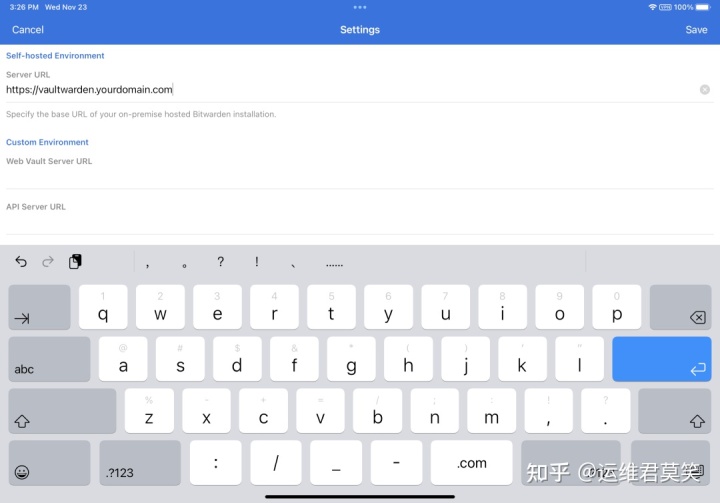 3:26 PM Wed Nov 23
100%
Cancel
Settings
Save
Self-hosted Environment
Server URL
https://vaultwarden.yourdomain.com
Specify the base URL of your on-premise hosted Bitwarden installation.
Custom Environment
Web Vault Server URL
API Server URL
， 。 ？ ！ 、 ……
1 2 3 4 5 6 7 8 9 0
q w e r t y u i o p
@ # $ & * ( ) ' "
abc a s d f g h j k l
% - + = / ; : ! ?
z x c v b n m , .
.?123 : / _ - .com
知乎 @运维君莫笑